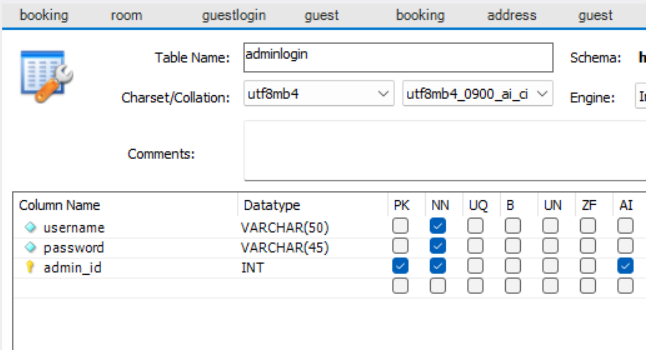 booking room guestlogin guest booking address guest
Table Name: adminlogin Schema:
Charset/Collation: utf8mb4 utf8mb4_0900_ai_ci Engine:
Comments:
Column Name Datatype PK NN UQ B UN ZF AI
username VARCHAR(50)
password VARCHAR(45)
admin_id INT